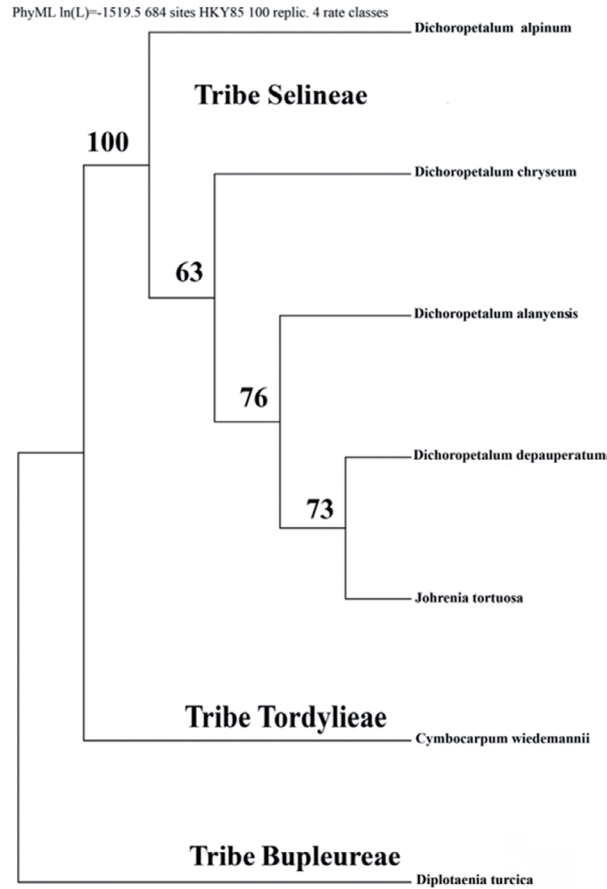 PhyML ln(L)=-1519.5 684 sites HKY85 100 replic. 4 rate classes
Dichoropetalum alpinum
Tribe Selineae
100
Dichoropetalum chryseum
63
Dichoropetalum alanyensis
76
Dichoropetalum depauperatum
73
Johrenia tortuosa
Tribe Tordylieae
Cymbocarpum wiedemannii
Tribe Bupleureae
Diplotaenia turcica